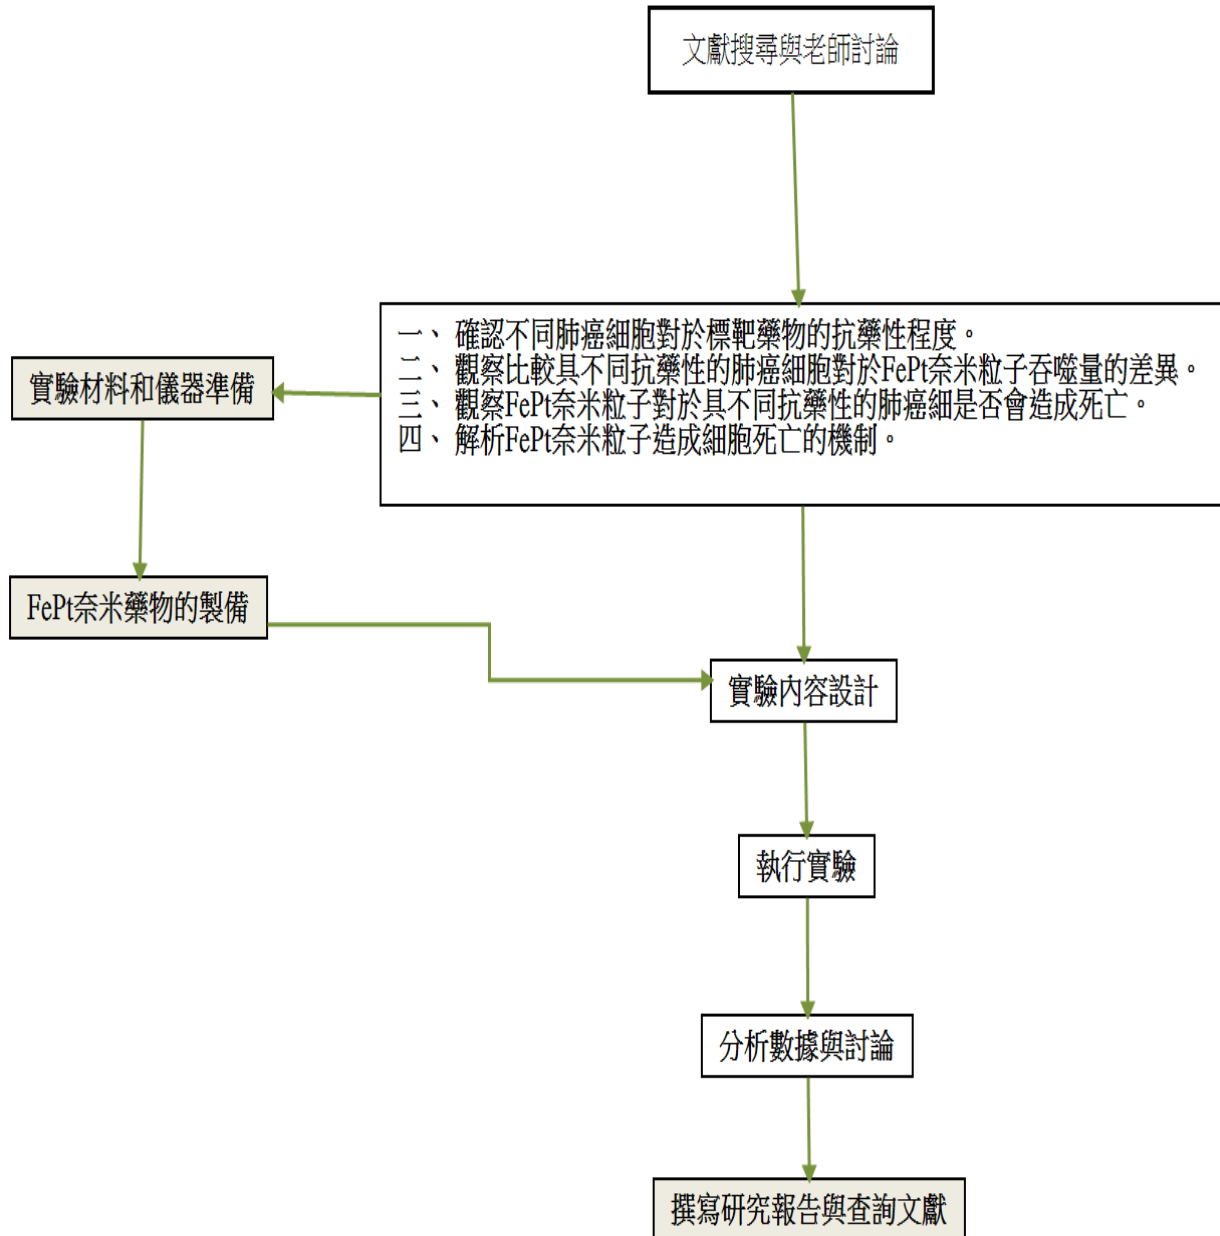 文獻搜尋與老師討論
一、 確認不同肺癌細胞對於標靶藥物的抗藥性程度。
二、 觀察比較具不同抗藥性的肺癌細胞對於FePt奈米粒子吞噬量的差異。
三、 觀察FePt奈米粒子對於具不同抗藥性的肺癌細是否會造成死亡。
四、 解析FePt奈米粒子造成細胞死亡的機制。
實驗材料和儀器準備
FePt奈米藥物的製備
實驗內容設計
執行實驗
分析數據與討論
撰寫研究報告與查詢文獻